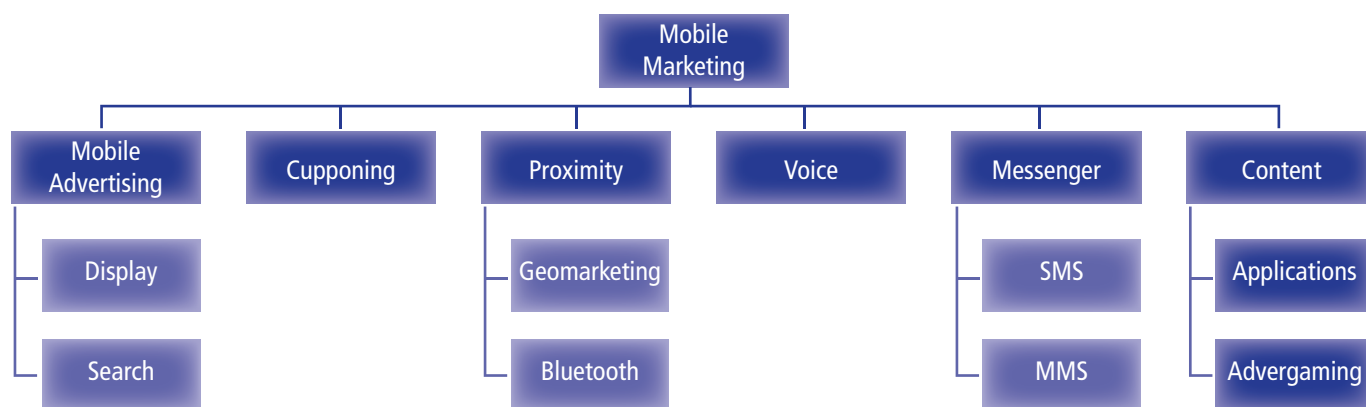 Mobile
Marketing
Mobile
Advertising
Cupponing
Proximity
Voice
Messenger
Content
Display
Geomarketing
SMS
Applications
Search
Bluetooth
MMS
Advergaming